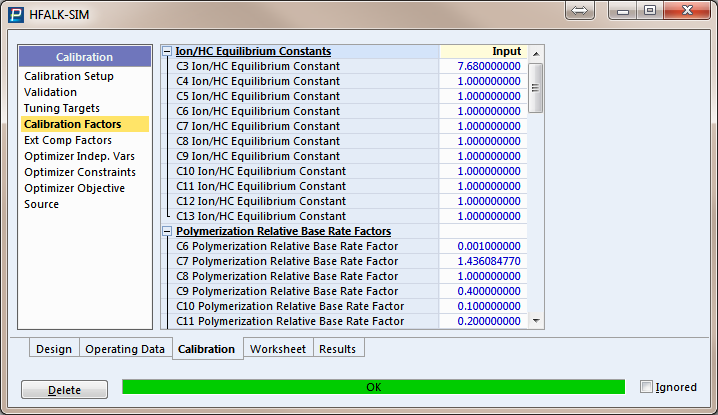 HFALK-SIM
Calibration
Calibration Setup
Validation
Tuning Targets
Calibration Factors
Ext Comp Factors
Optimizer Indep. Vars
Optimizer Constraints
Optimizer Objective
Source
Ion/HC Equilibrium Constants Input
C3 Ion/HC Equilibrium Constant 7.680000000
C4 Ion/HC Equilibrium Constant 1.000000000
C5 Ion/HC Equilibrium Constant 1.000000000
C6 Ion/HC Equilibrium Constant 1.000000000
C7 Ion/HC Equilibrium Constant 1.000000000
C8 Ion/HC Equilibrium Constant 1.000000000
C9 Ion/HC Equilibrium Constant 1.000000000
C10 Ion/HC Equilibrium Constant 1.000000000
C11 Ion/HC Equilibrium Constant 1.000000000
C12 Ion/HC Equilibrium Constant 1.000000000
C13 Ion/HC Equilibrium Constant 1.000000000
Polymerization Relative Base Rate Factors
C6 Polymerization Relative Base Rate Factor 0.001000000
C7 Polymerization Relative Base Rate Factor 1.436084770
C8 Polymerization Relative Base Rate Factor 1.000000000
C9 Polymerization Relative Base Rate Factor 0.400000000
C10 Polymerization Relative Base Rate Factor 0.100000000
C11 Polymerization Relative Base Rate Factor 0.200000000
Design Operating Data Calibration Worksheet Results
Delete OK Ignored